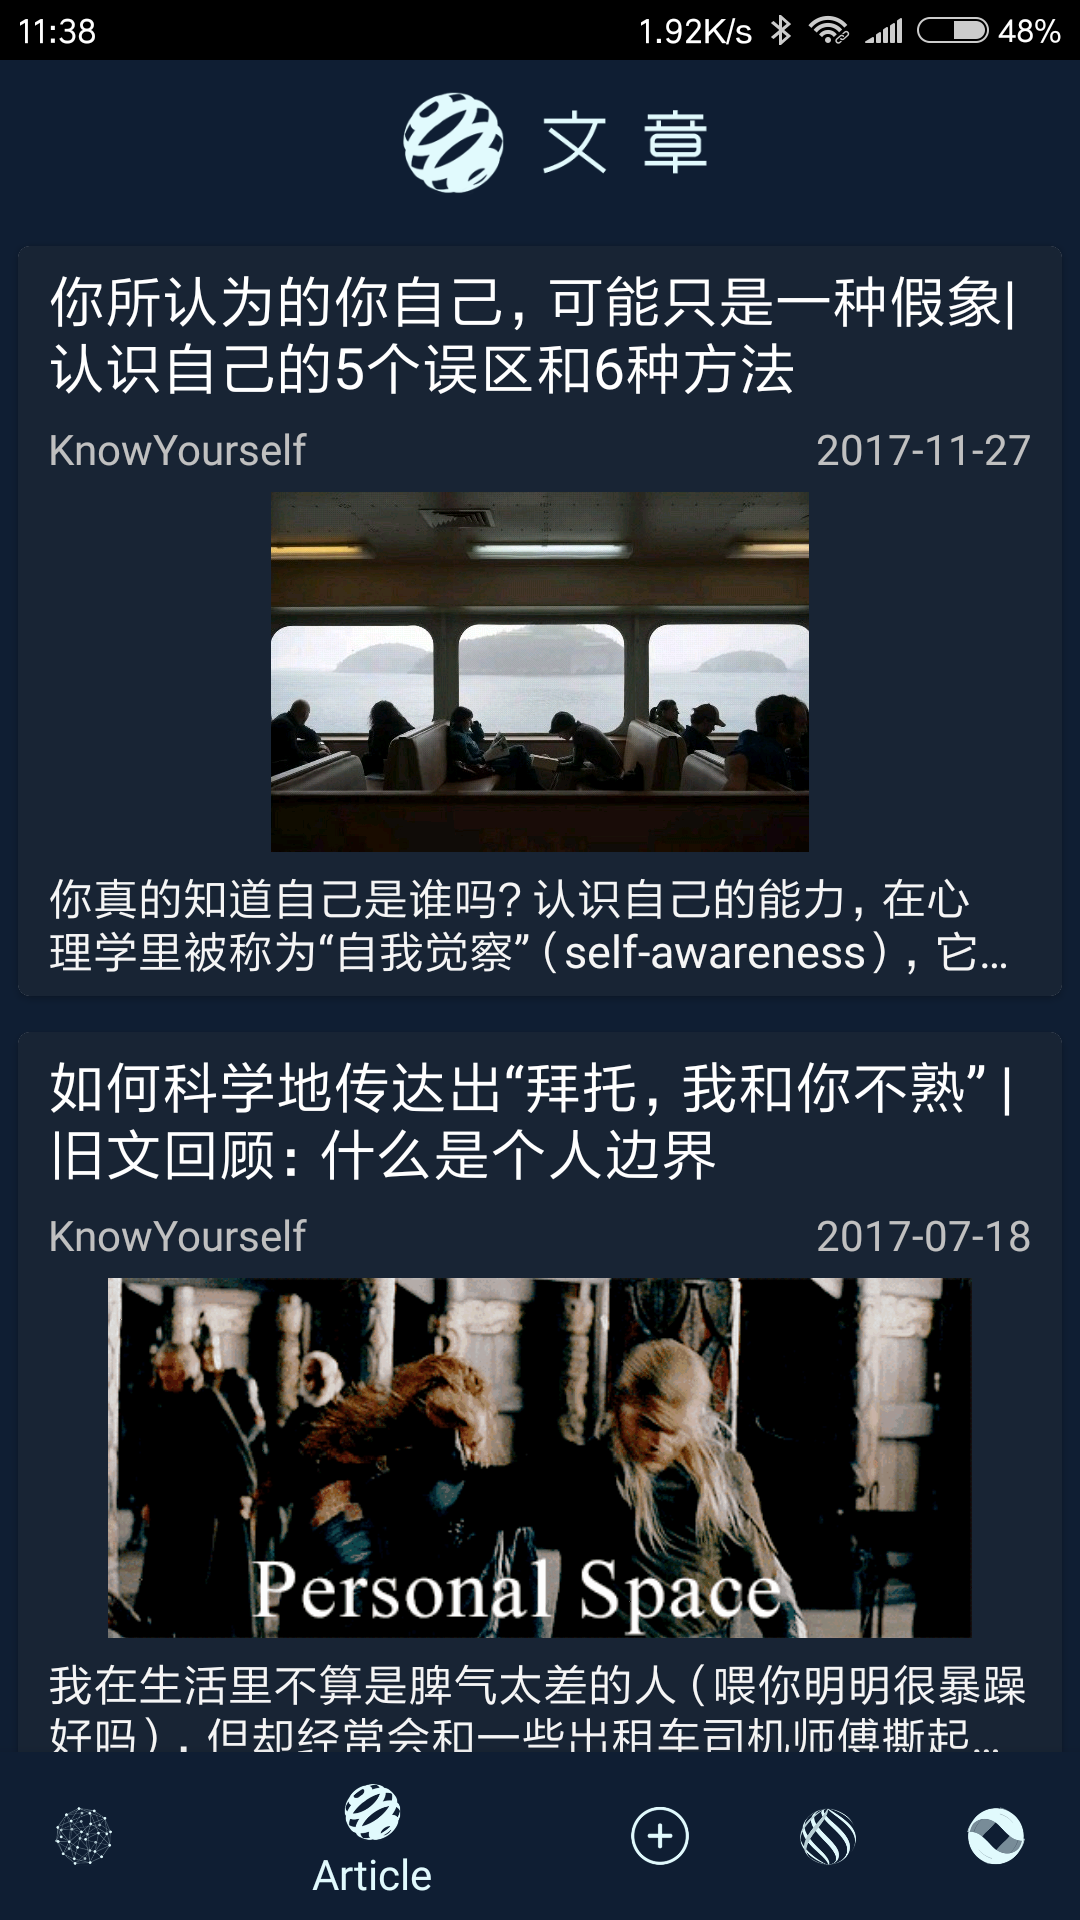 11:38
1.92K/s
48%
文章
你所认为的你自己，可能只是一种假象|
认识自己的5个误区和6种方法
KnowYourself
2017-11-27
你真的知道自己是谁吗？认识自己的能力，在心
理学里被称为“自我觉察”（self-awareness），它...
如何科学地传达出“拜托，我和你不熟” |
旧文回顾：什么是个人边界
KnowYourself
2017-07-18
Personal Space
我在生活里不算是脾气太差的人（喂你明明很暴躁
好吗），但却经常会和一些出租车司机师傅撕起...
Article